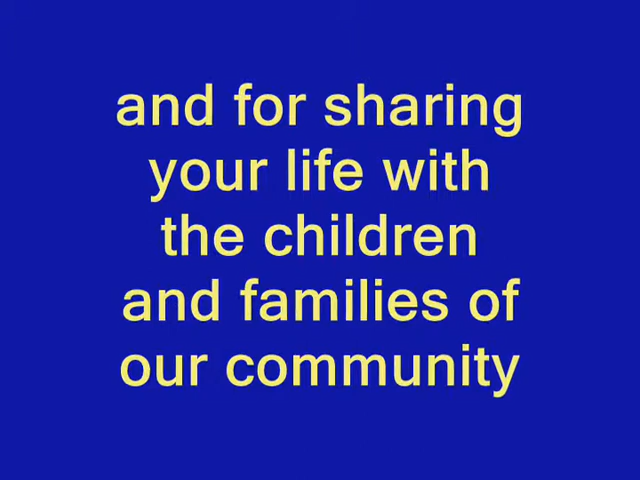 and for sharing
your life with
the children
and families of
our community